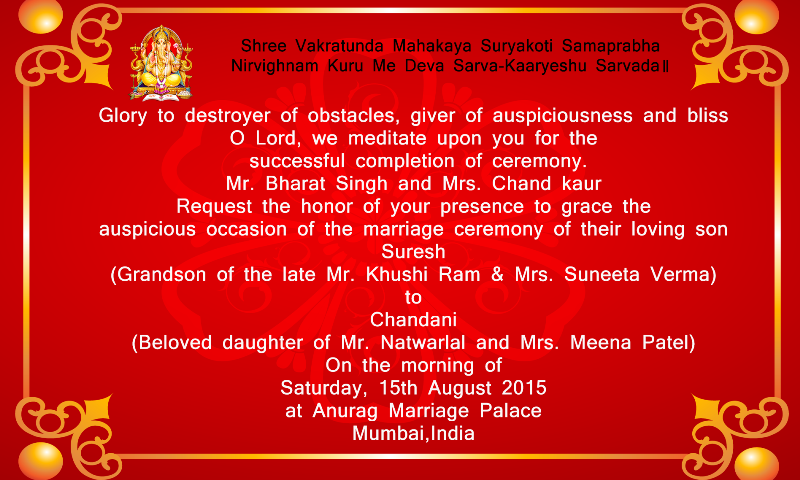 Shree Vakratunda Mahakaya Suryakoti Samaprabha
Nirvighnam Kuru Me Deva Sarva-Kaaryeshu Sarvada॥
Glory to destroyer of obstacles, giver of auspiciousness and bliss
O Lord, we meditate upon you for the
successful completion of ceremony.
Mr. Bharat Singh and Mrs. Chand kaur
Request the honor of your presence to grace the
auspicious occasion of the marriage ceremony of their loving son
Suresh
(Grandson of the late Mr. Khushi Ram & Mrs. Suneeta Verma)
to
Chandani
(Beloved daughter of Mr. Natwarlal and Mrs. Meena Patel)
On the morning of
Saturday, 15th August 2015
at Anurag Marriage Palace
Mumbai,India